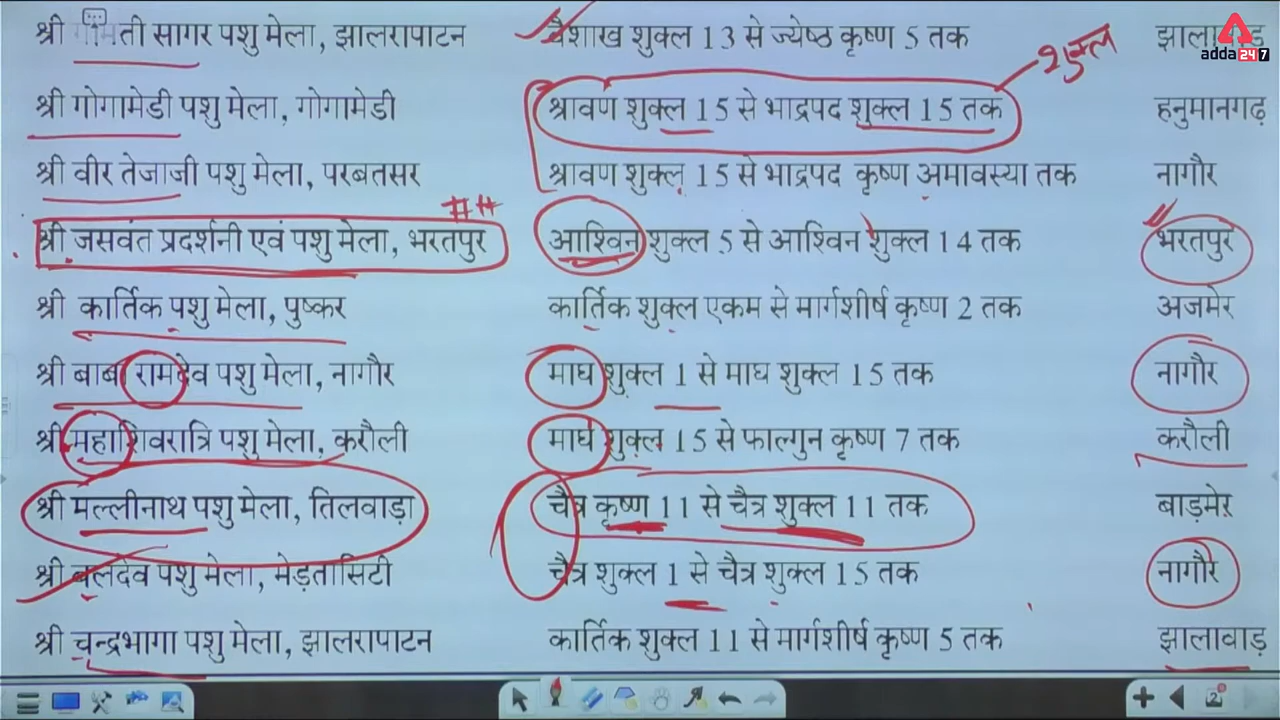 श्री गोमती सागर पशु मेला, झालरापाटन वैशाख शुक्ल 13 से ज्येष्ठ कृष्ण 5 तक झालावाड़
adda247
शुक्ल
श्री गोगामेडी पशु मेला, गोगामेडी श्रावण शुक्ल 15 से भाद्रपद शुक्ल 15 तक हनुमानगढ़
श्री वीर तेजाजी पशु मेला, परबतसर श्रावण शुक्ल 15 से भाद्रपद कृष्ण अमावस्या तक नागौर
##
श्री जसवंत प्रदर्शनी एवं पशु मेला, भरतपुर आश्विन शुक्ल 5 से आश्विन शुक्ल 14 तक भरतपुर
श्री कार्तिक पशु मेला, पुष्कर कार्तिक शुक्ल एकम से मार्गशीर्ष कृष्ण 2 तक अजमेर
श्री बाबा रामदेव पशु मेला, नागौर माघ शुक्ल 1 से माघ शुक्ल 15 तक नागौर
श्री महाशिवरात्रि पशु मेला, करौली माघ शुक्ल 15 से फाल्गुन कृष्ण 7 तक करौली
श्री मल्लीनाथ पशु मेला, तिलवाड़ा चैत्र कृष्ण 11 से चैत्र शुक्ल 11 तक बाड़मेर
श्री बलदेव पशु मेला, मेड़तासिटी चैत्र शुक्ल 1 से चैत्र शुक्ल 15 तक नागौर
श्री चन्द्रभागा पशु मेला, झालरापाटन कार्तिक शुक्ल 11 से मार्गशीर्ष कृष्ण 5 तक झालावाड़
2